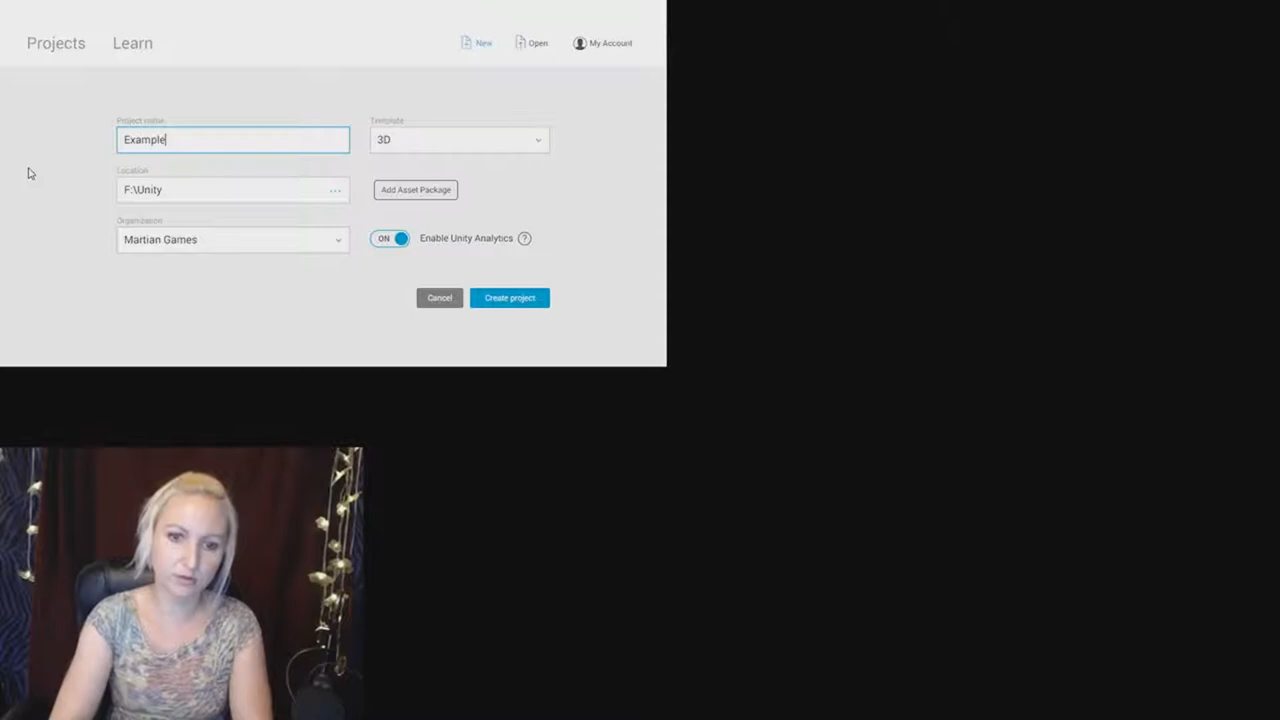 Projects Learn New Open My Account
Project name Template
Example 3D
Location
F:\Unity ... Add Asset Package
Organization
Martian Games ON Enable Unity Analytics ?
Cancel Create project